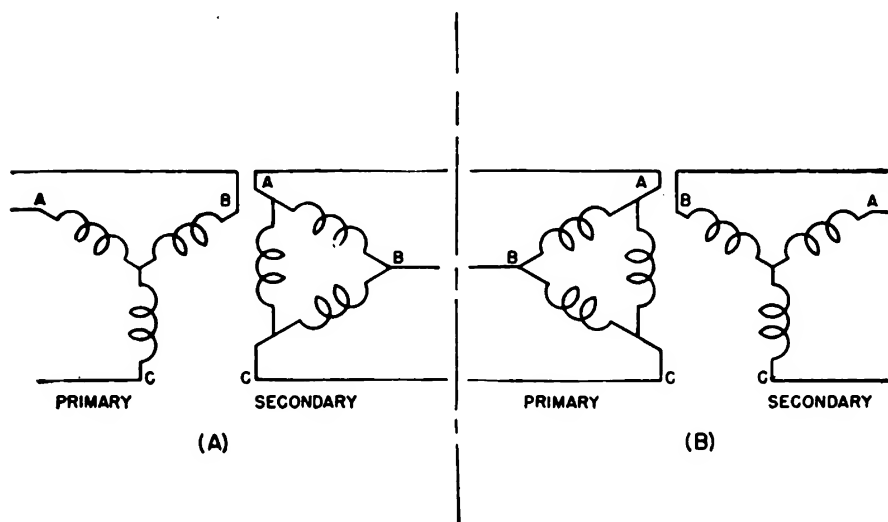 A B A B C C
PRIMARY SECONDARY
(A)
A B B A C C
PRIMARY SECONDARY
(B)